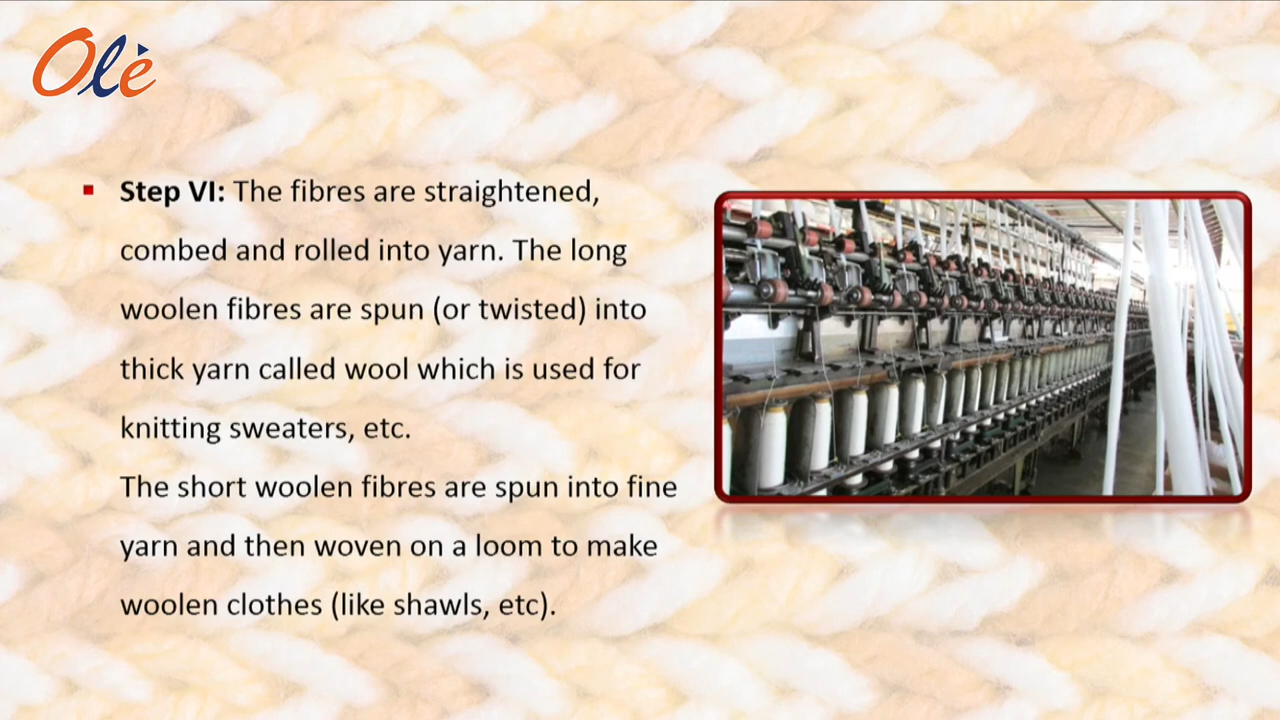 Olè
Step VI: The fibres are straightened,
combed and rolled into yarn. The long
woolen fibres are spun (or twisted) into
thick yarn called wool which is used for
knitting sweaters, etc.
The short woolen fibres are spun into fine
yarn and then woven on a loom to make
woolen clothes (like shawls, etc).